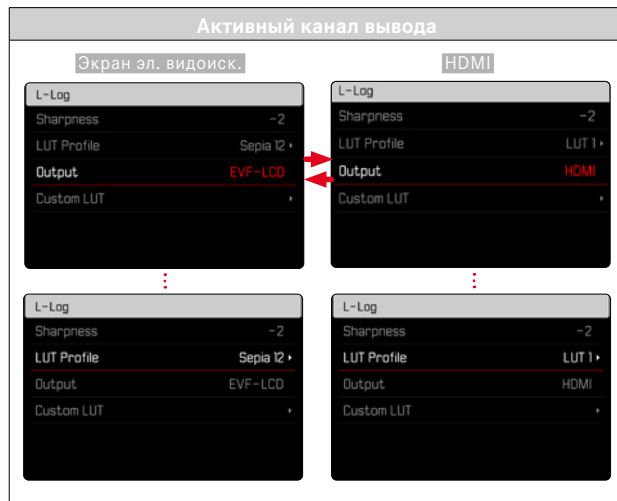 Активный канал вывода
Экран эл. видоиск.
L-Log
Sharpness -2
LUT Profile Sepia 12
Output EVF-LCD
Custom LUT
HDMI
L-Log
Sharpness -2
LUT Profile LUT 1
Output HDMI
Custom LUT
L-Log
Sharpness -2
LUT Profile Sepia 12
Output EVF-LCD
Custom LUT
L-Log
Sharpness -2
LUT Profile LUT 1
Output HDMI
Custom LUT